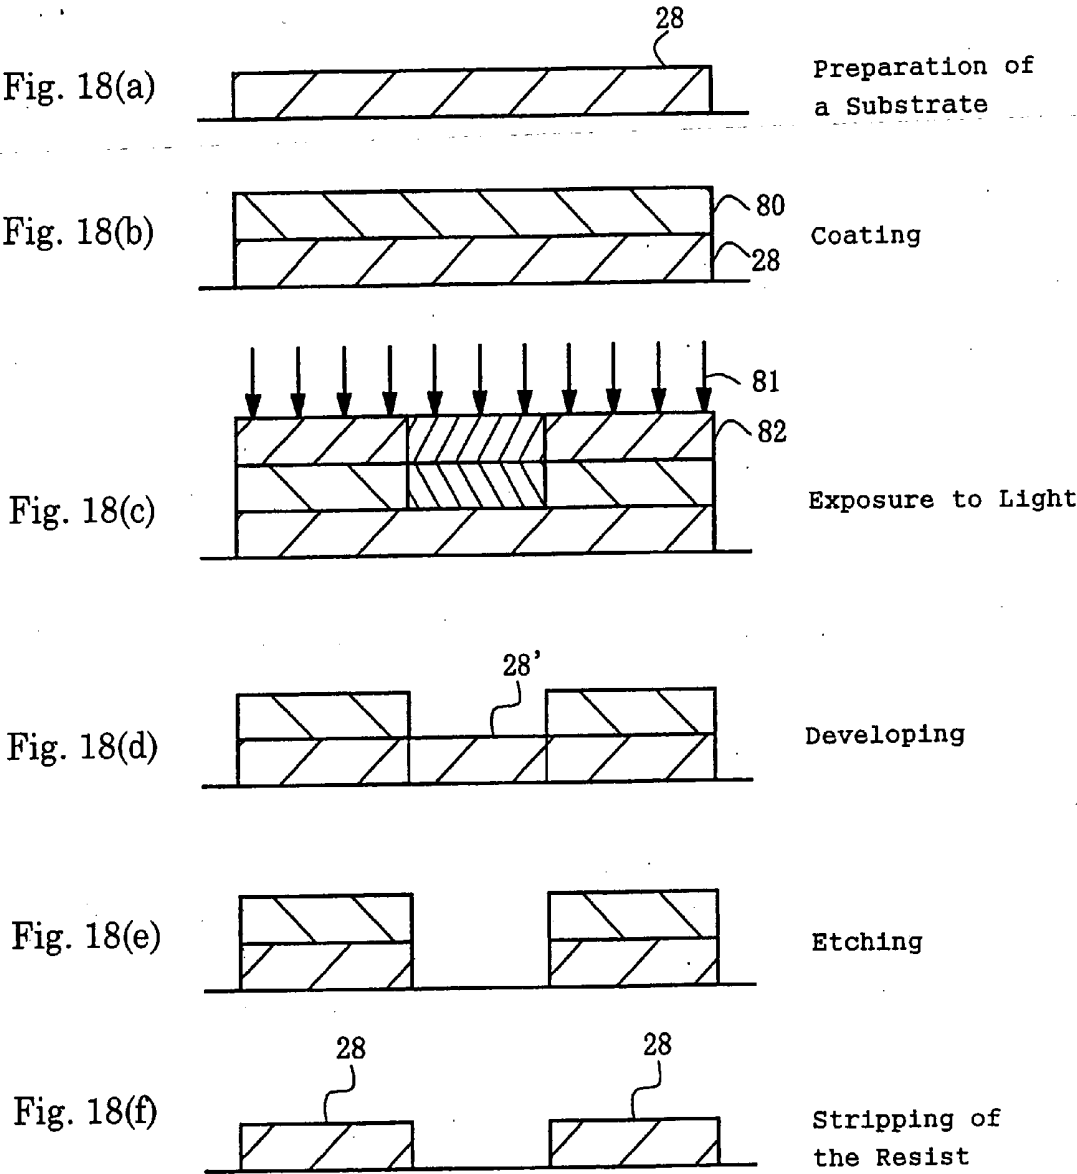 28
Fig. 18(a)
Preparation of
a Substrate
Fig. 18(b)
80
28
Coating
81
82
Fig. 18(c)
Exposure to Light
28’
Fig. 18(d)
Developing
Fig. 18(e)
Etching
28
28
Fig. 18(f)
Stripping of
the Resist